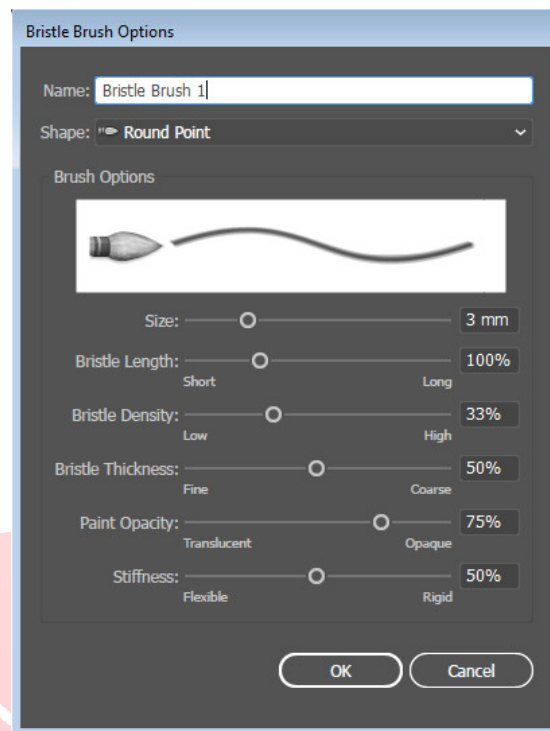 Bristle Brush Options
Name: Bristle Brush 1
Shape: Round Point
Brush Options
Size: 3 mm
Bristle Length: 100%
Short Long
Bristle Density: 33%
Low High
Bristle Thickness: 50%
Fine Coarse
Paint Opacity: 75%
Translucent Opaque
Stiffness: 50%
Flexible Rigid
OK Cancel